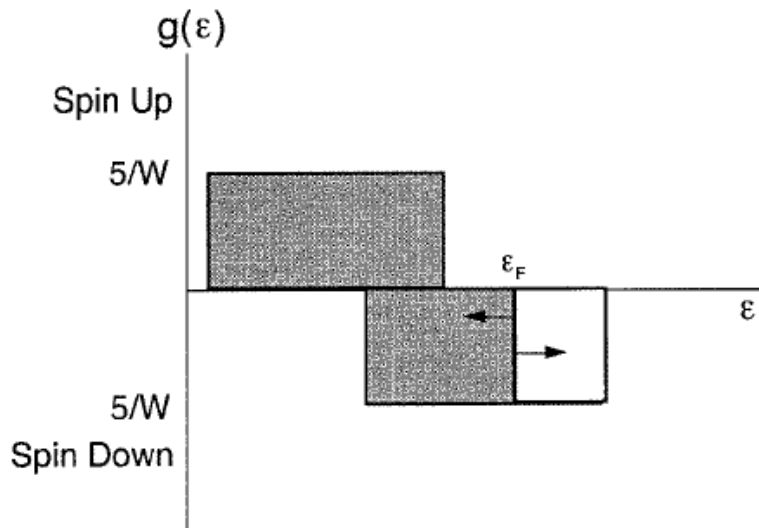 g(ε)
Spin Up
5/W
ε_F
ε
5/W
Spin Down